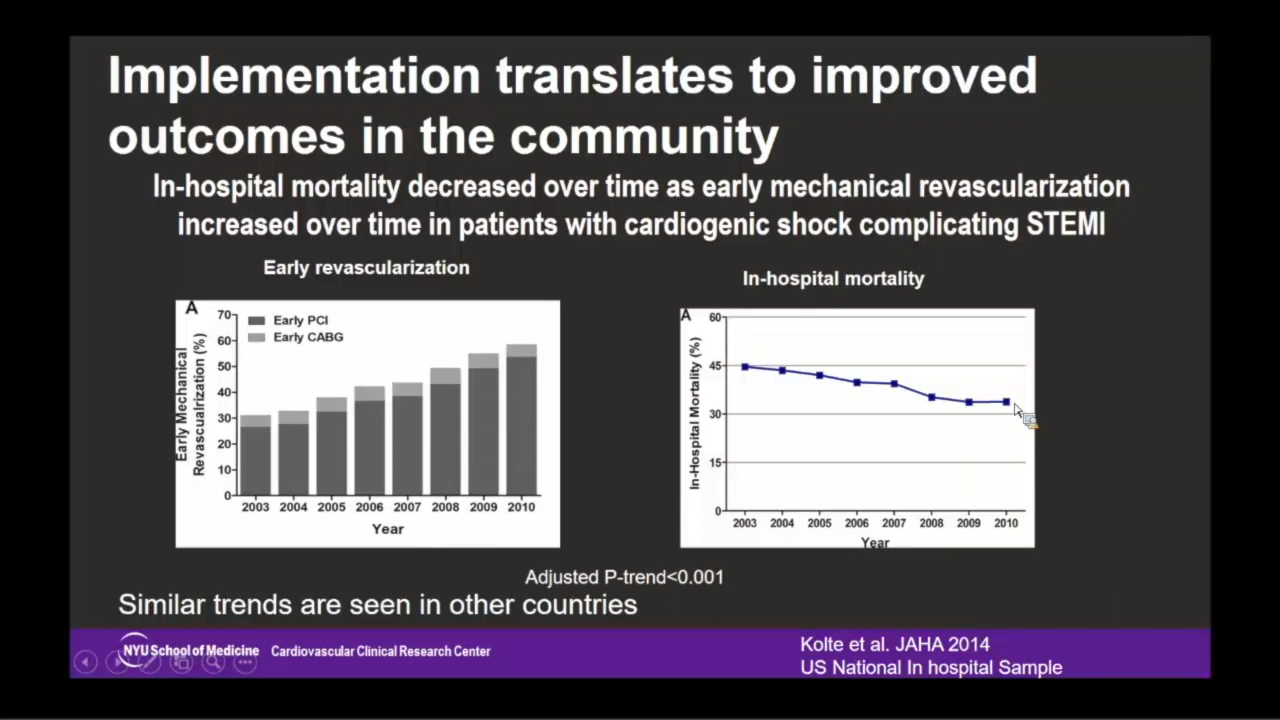 Implementation translates to improved
outcomes in the community
In-hospital mortality decreased over time as early mechanical revascularization
increased over time in patients with cardiogenic shock complicating STEMI
Early revascularization
A
Early Mechanical
Revascualrization (%)
70
60
50
40
30
20
10
0
Early PCI
Early CABG
2003 2004 2005 2006 2007 2008 2009 2010
Year
In-hospital mortality
A
In-Hospital Mortality (%)
60
45
30
15
0
2003 2004 2005 2006 2007 2008 2009 2010
Year
Adjusted P-trend<0.001
Similar trends are seen in other countries
NYU School of Medicine Cardiovascular Clinical Research Center
Kolte et al. JAHA 2014
US National In hospital Sample